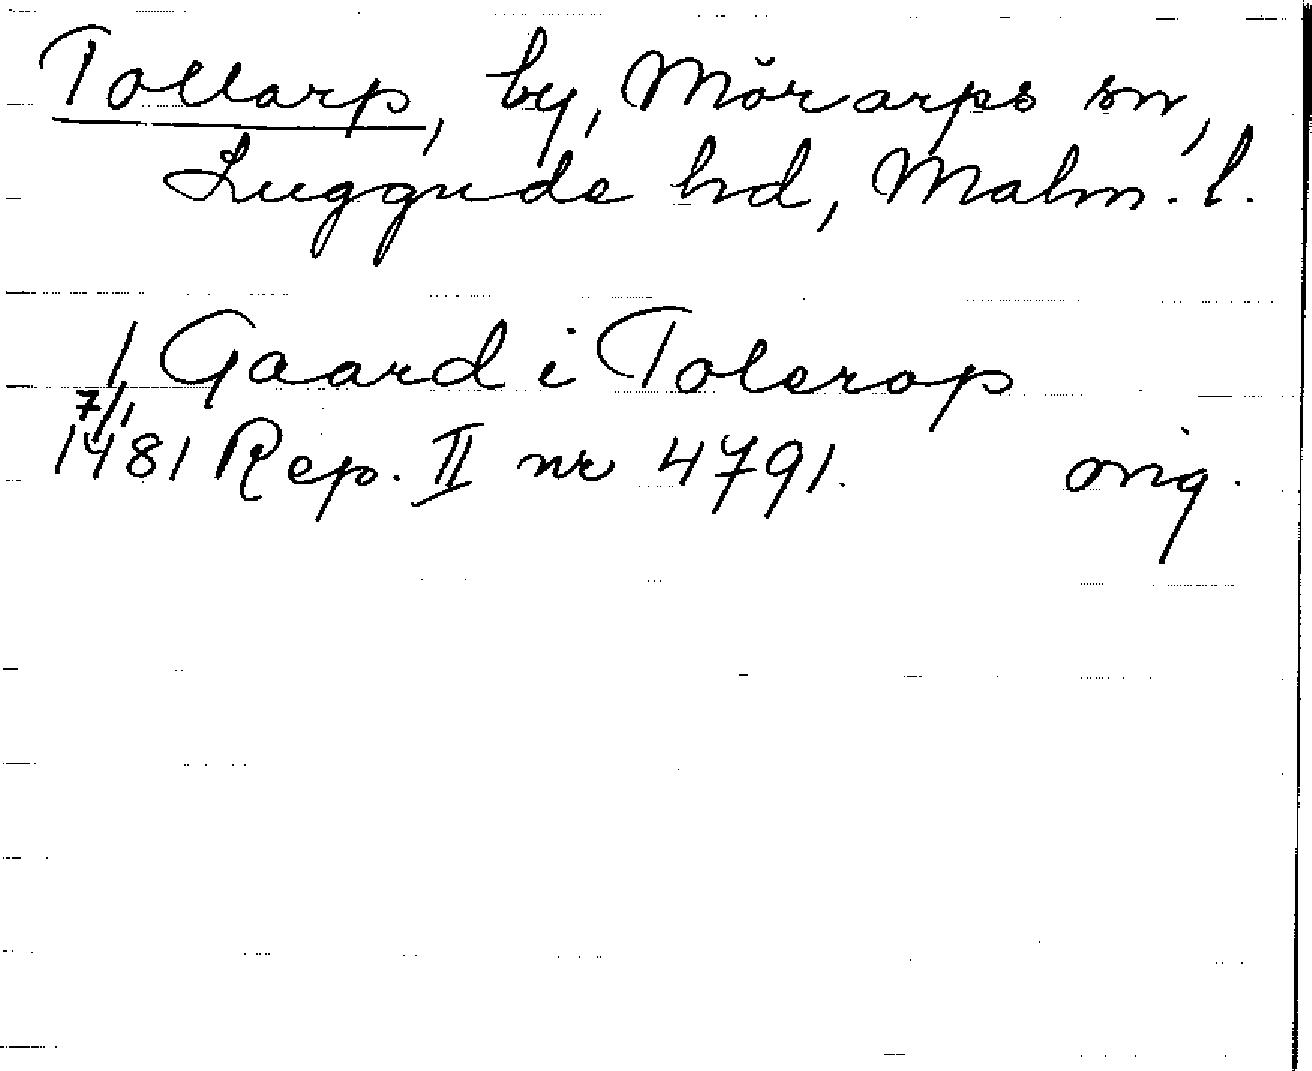 Tollarp, by, Mörarps sn,
Luggude hd, Malm. l.
1 Gaard i Tolerop
7/1
1481 Rep. II nr 4791. orig.